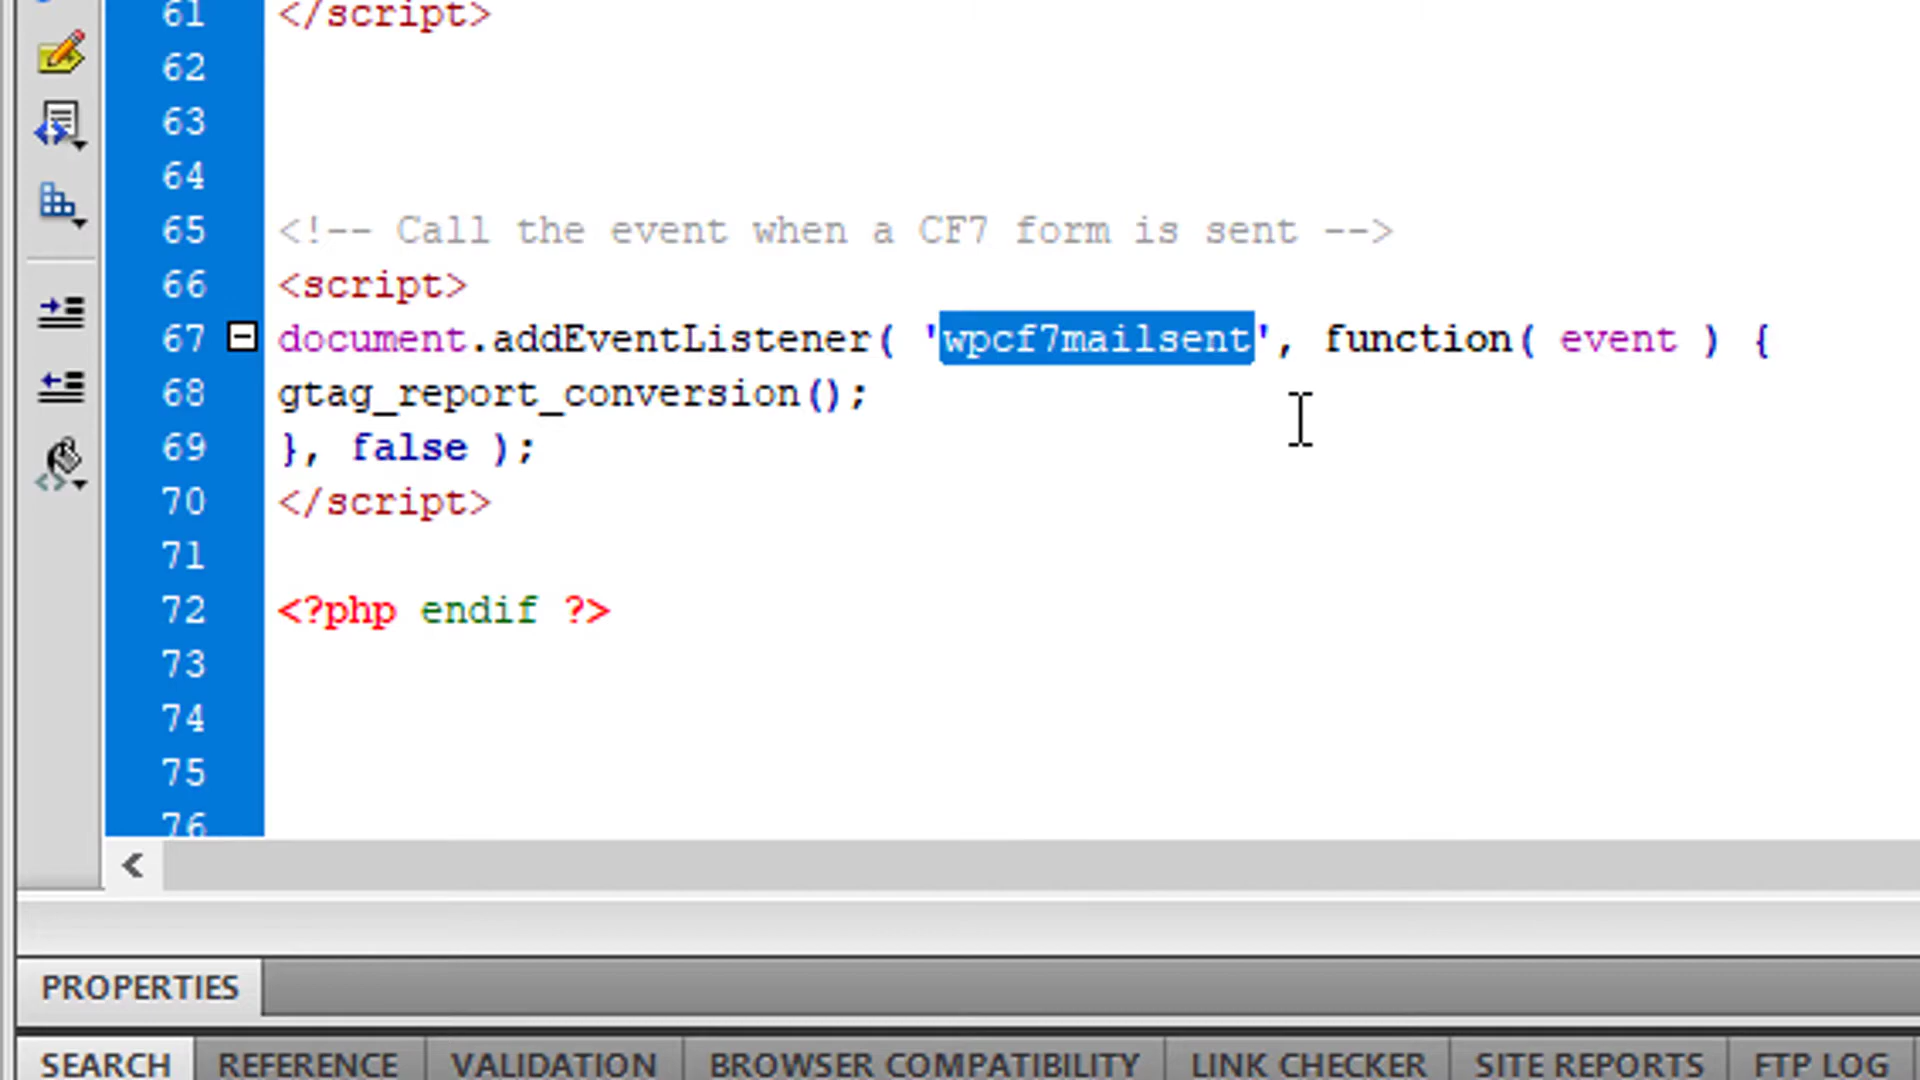 61 </script>
62
63
64
65 <!-- Call the event when a CF7 form is sent -->
66 <script>
67 document.addEventListener( 'wpcf7mailsent', function( event ) {
68 gtag_report_conversion();
69 }, false );
70 </script>
71
72 <?php endif ?>
73
74
75
76
PROPERTIES
SEARCH REFERENCE VALIDATION BROWSER COMPATIBILITY LINK CHECKER SITE REPORTS FTP LOG